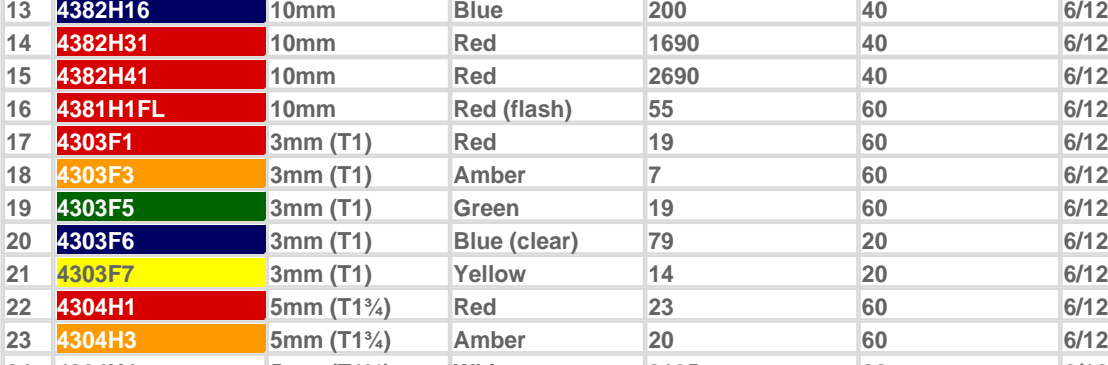 13 4382H16 10mm Blue 200 40 6/12
14 4382H31 10mm Red 1690 40 6/12
15 4382H41 10mm Red 2690 40 6/12
16 4381H1FL 10mm Red (flash) 55 60 6/12
17 4303F1 3mm (T1) Red 19 60 6/12
18 4303F3 3mm (T1) Amber 7 60 6/12
19 4303F5 3mm (T1) Green 19 60 6/12
20 4303F6 3mm (T1) Blue (clear) 79 20 6/12
21 4303F7 3mm (T1) Yellow 14 20 6/12
22 4304H1 5mm (T1¾) Red 23 60 6/12
23 4304H3 5mm (T1¾) Amber 20 60 6/12